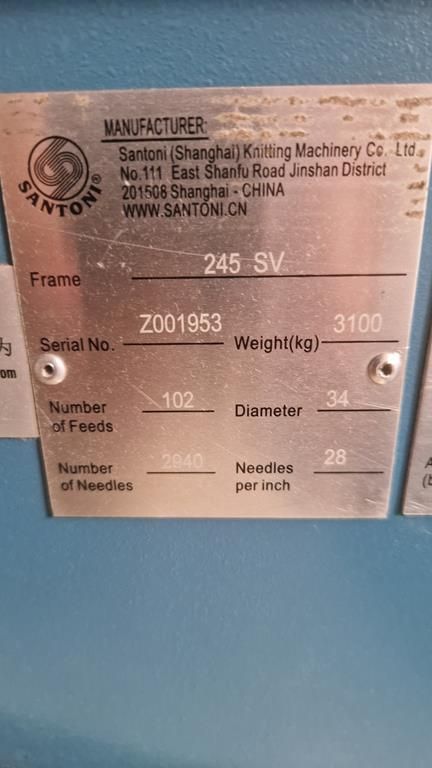 MANUFACTURER:
Santoni (Shanghai) Knitting Machinery Co. Ltd.
No.111 East Shanfu Road Jinshan District
201508 Shanghai - CHINA
WWW.SANTONI.CN
SANTONI®
Frame 245 SV
Serial No. Z001953 Weight(kg) 3100
Number of Feeds 102 Diameter 34
Number of Needles 2940 Needles per inch 28
om